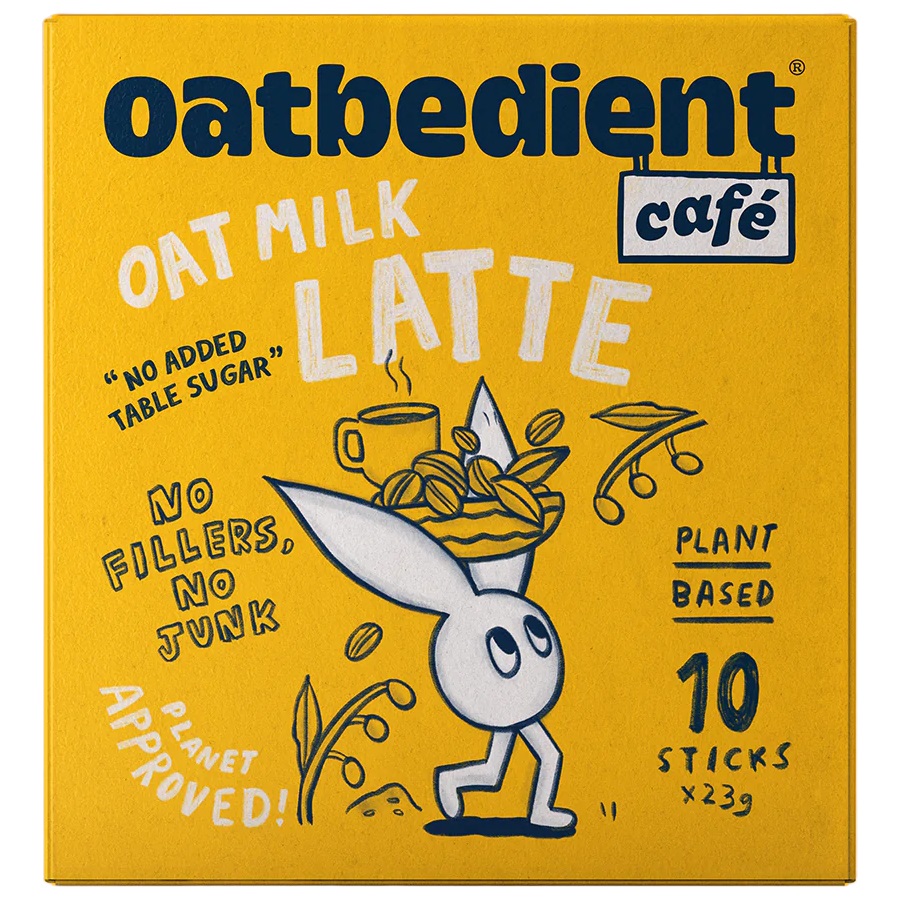 oatbedient®
café
OAT MILK
LATTE
“NO ADDED
TABLE SUGAR”
NO
FILLERS,
NO
JUNK
PLANT
BASED
10
STICKS
x23g
PLANET
APPROVED!